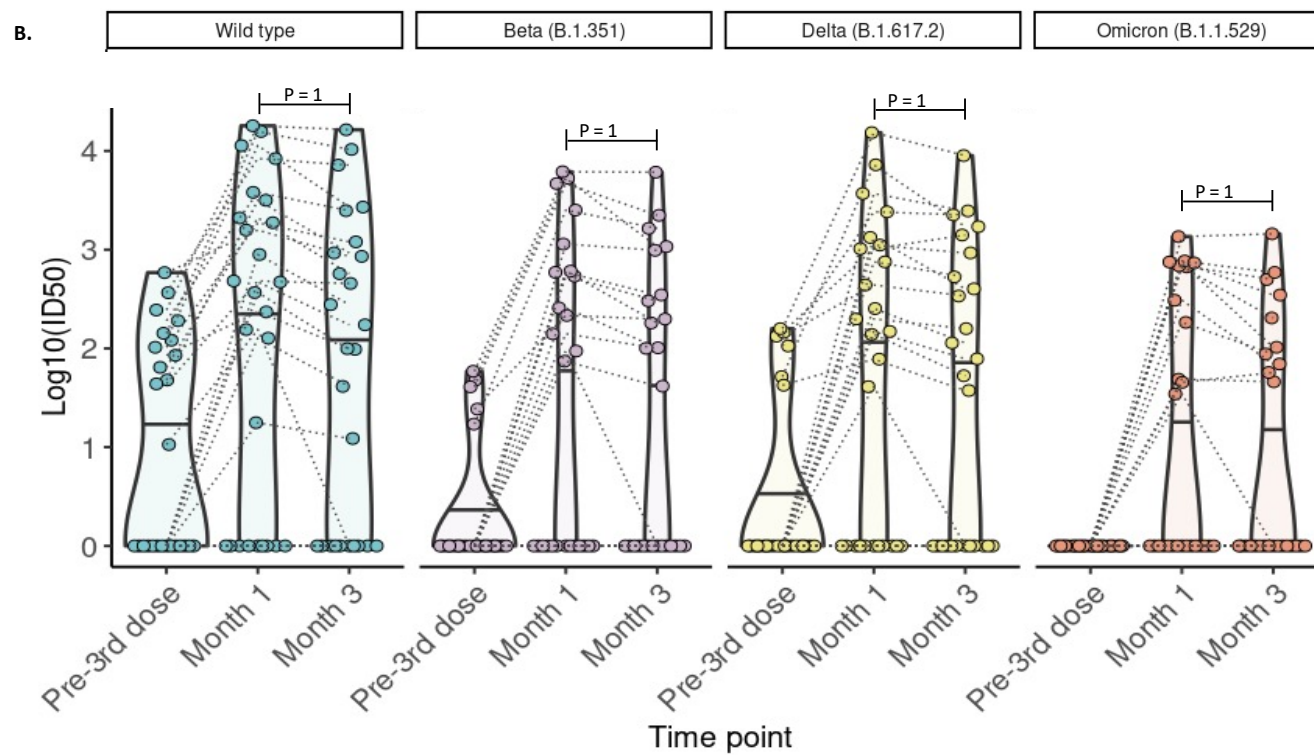 B.
Wild type
Beta (B.1.351)
Delta (B.1.617.2)
Omicron (B.1.1.529)
P = 1
P = 1
P = 1
P = 1
Log10(ID50)
4
3
2
1
0
Pre-3rd dose
Month 1
Month 3
Pre-3rd dose
Month 1
Month 3
Pre-3rd dose
Month 1
Month 3
Pre-3rd dose
Month 1
Month 3
Time point